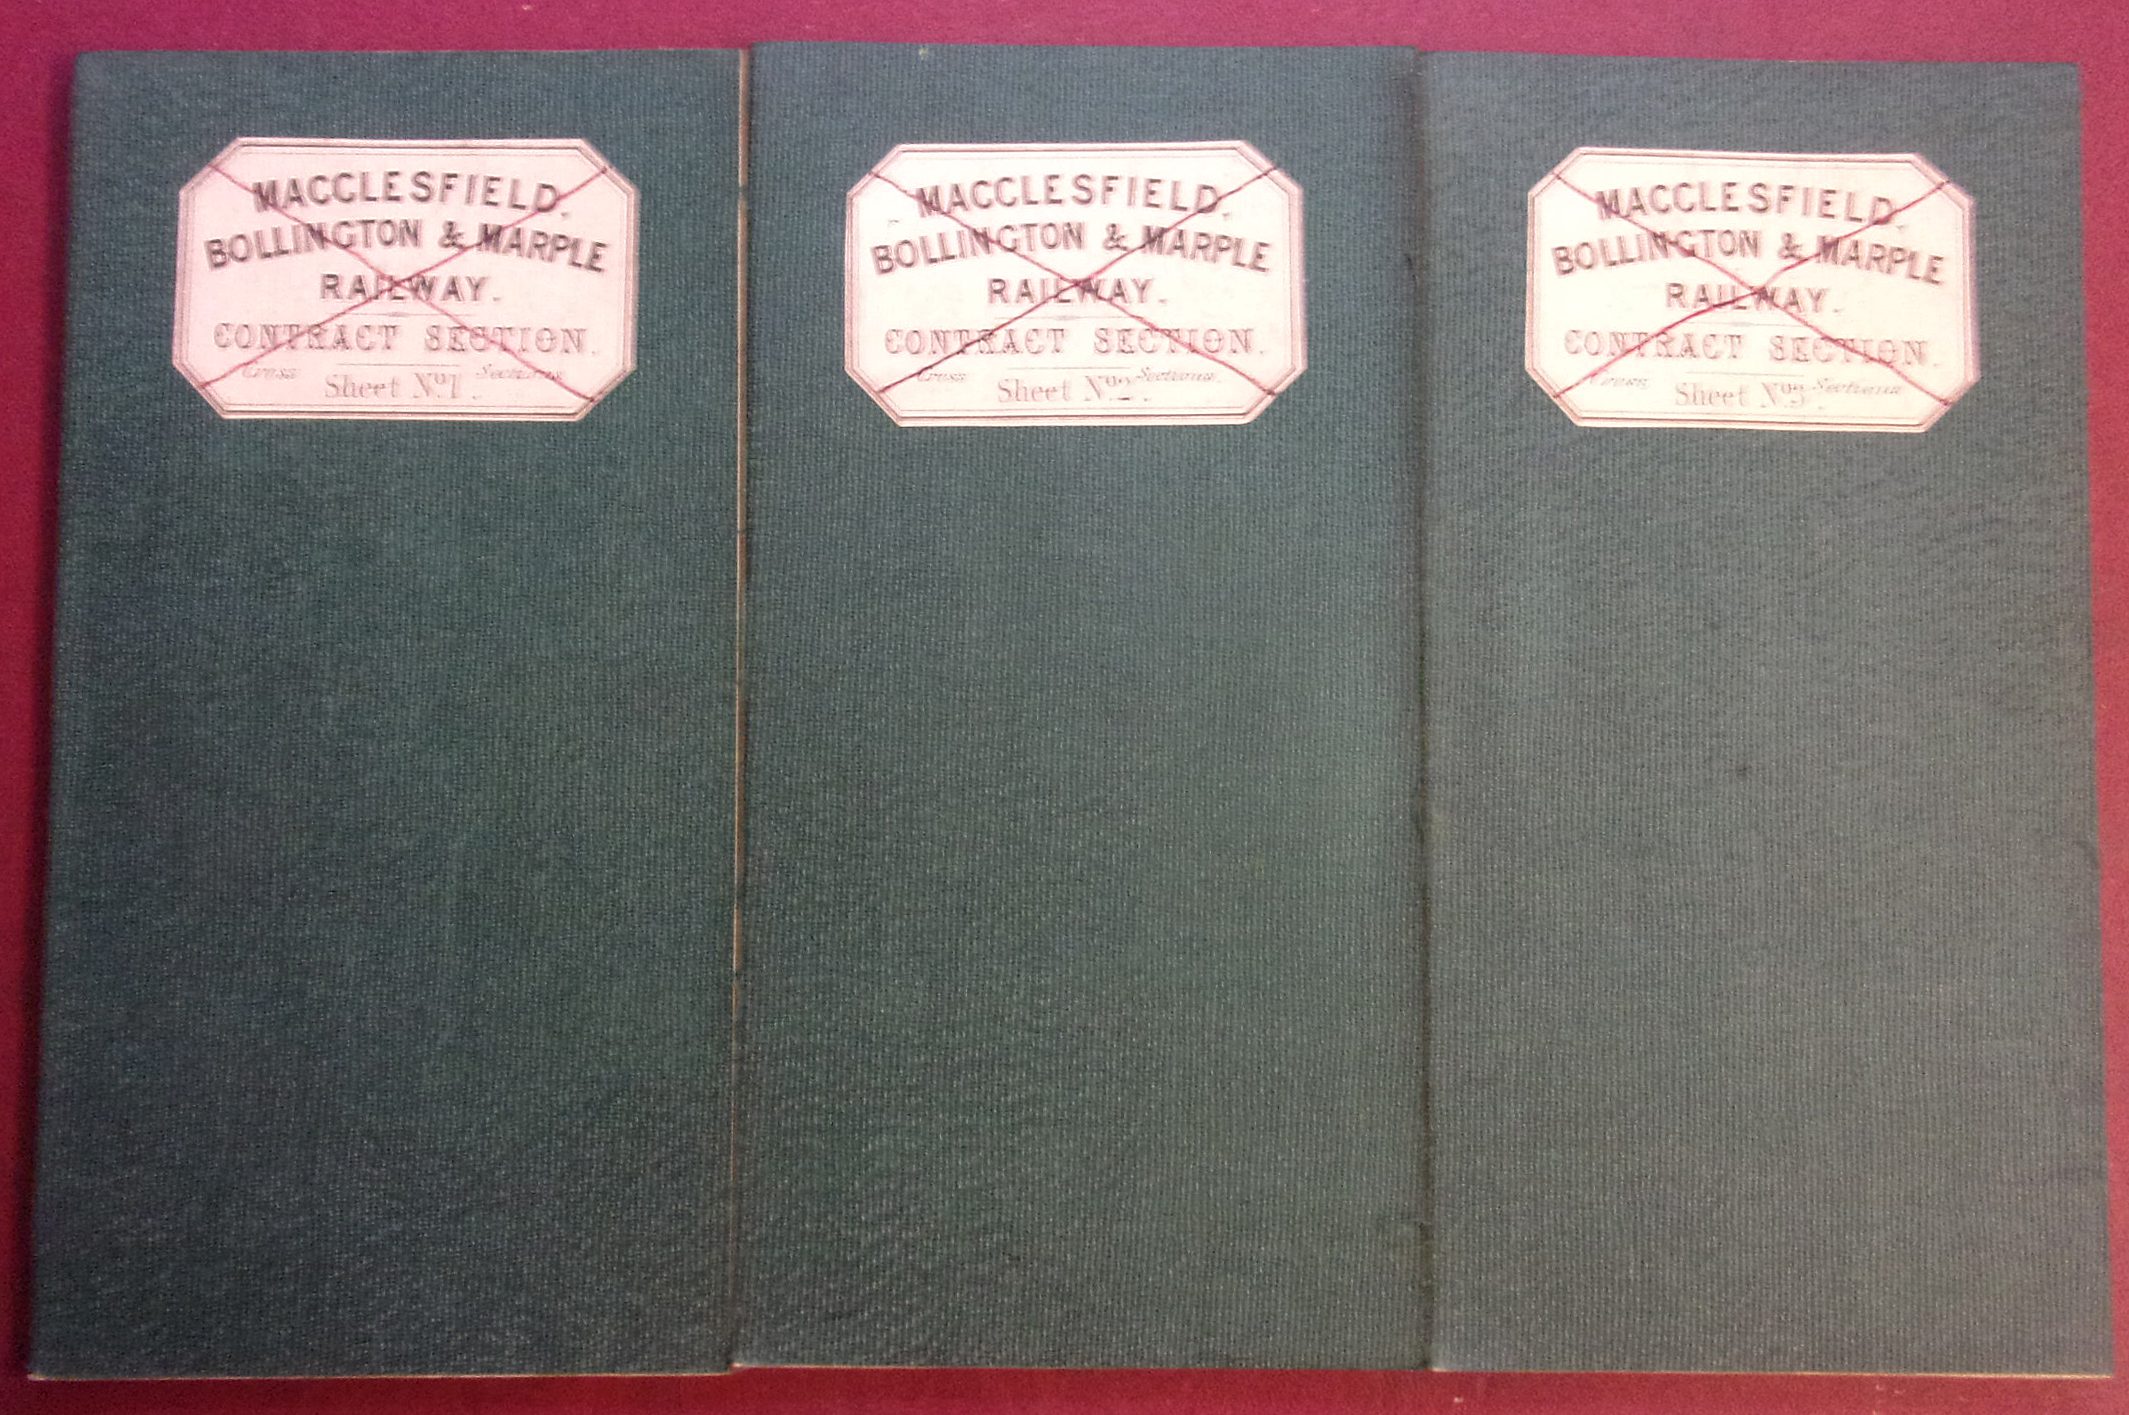 MACCLESFIELD,
BOLLINGTON & MARPLE
RAILWAY.
CONTRACT SECTION.
Cross Sections
Sheet No. 1.
MACCLESFIELD,
BOLLINGTON & MARPLE
RAILWAY.
CONTRACT SECTION.
Cross Sections.
Sheet No. 2.
MACCLESFIELD,
BOLLINGTON & MARPLE
RAILWAY.
CONTRACT SECTION.
Cross Sections
Sheet No. 3.